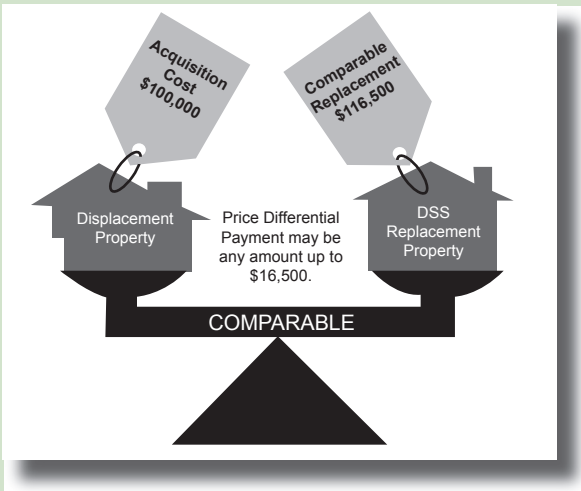 Acquisition
Cost
$100,000
Comparable
Replacement
$116,500
Displacement
Property
Price Differential
Payment may be
any amount up to
$16,500.
DSS
Replacement
Property
COMPARABLE